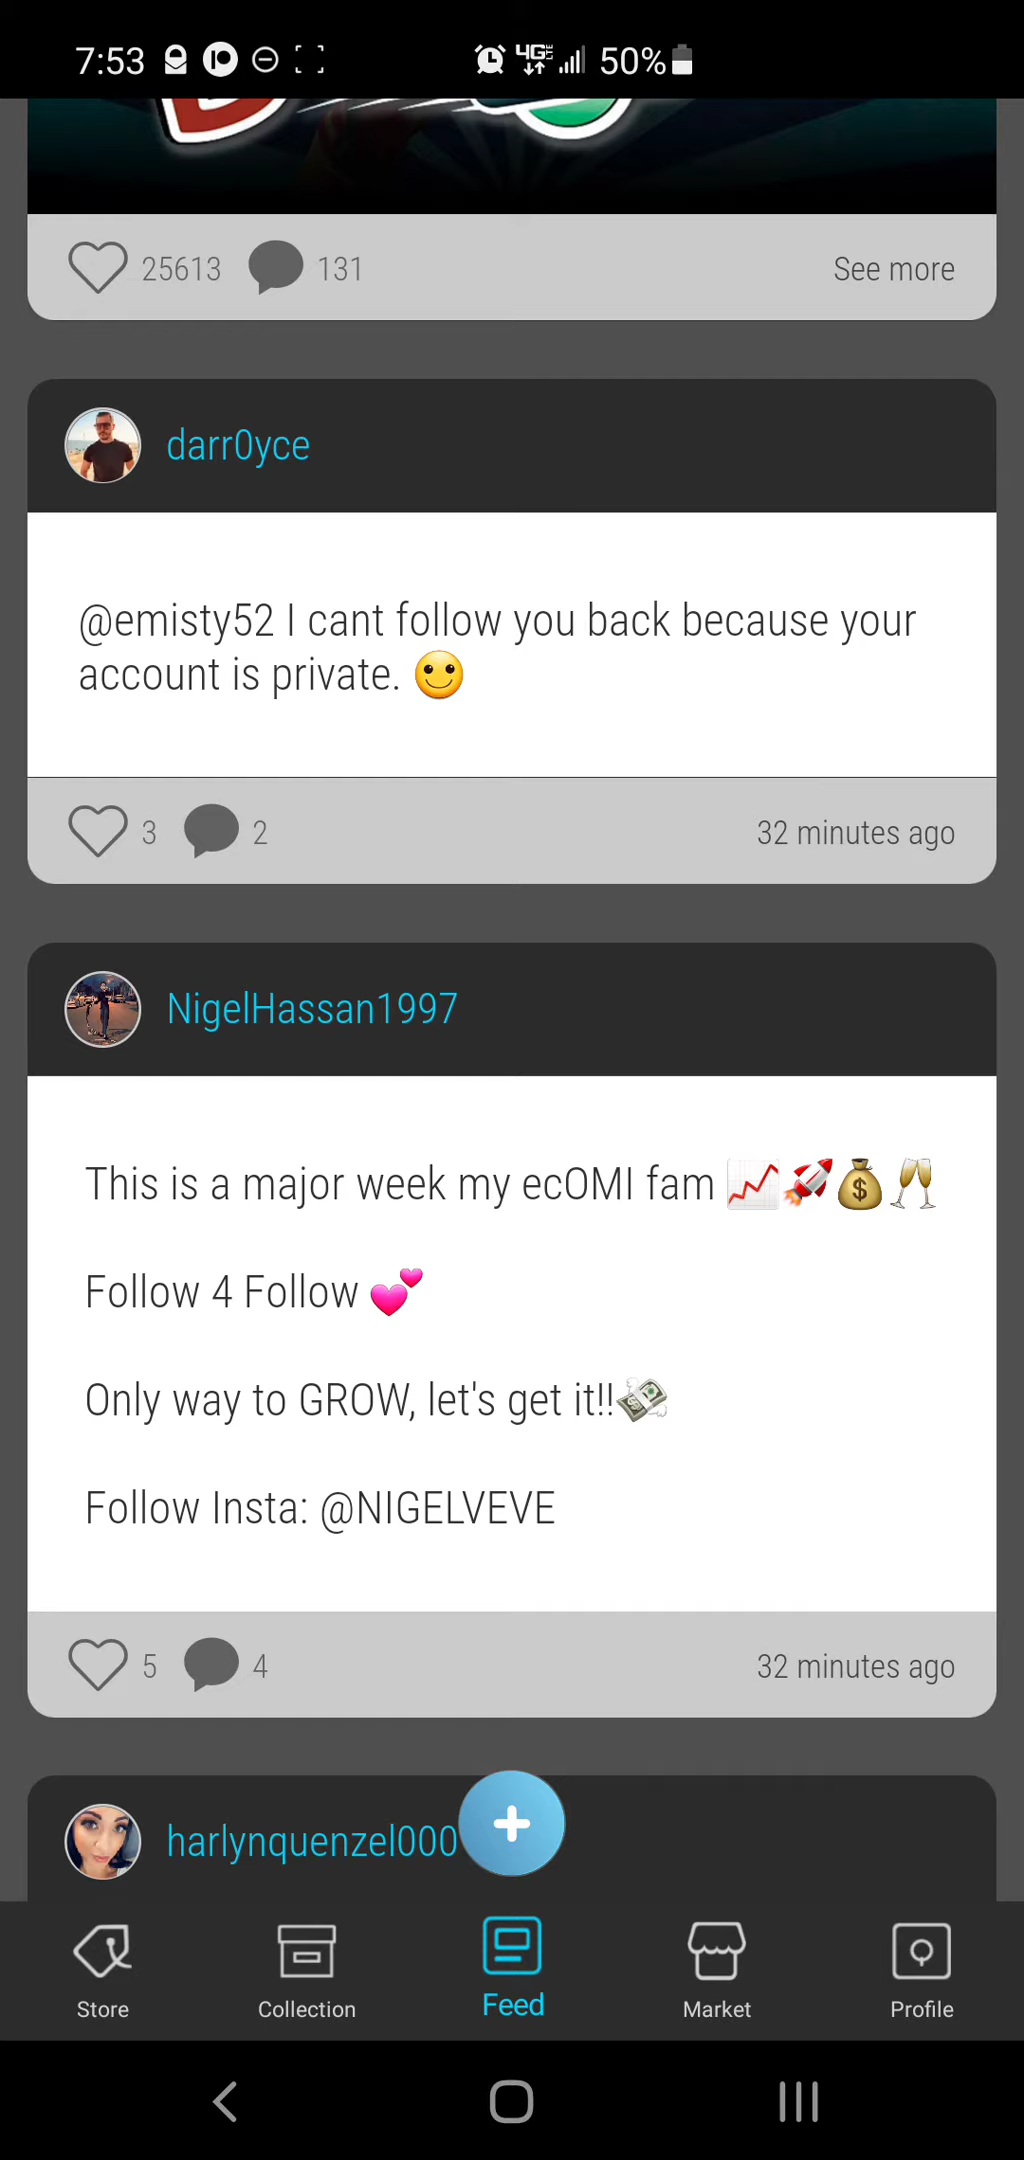 7:53 4G LTE 50%
25613 131 See more
darr0yce
@emisty52 I cant follow you back because your
account is private. 🙂
3 2 32 minutes ago
NigelHassan1997
This is a major week my ecOMI fam 📈🚀💰🥂
Follow 4 Follow 💕
Only way to GROW, let's get it!!💸
Follow Insta: @NIGELVEVE
5 4 32 minutes ago
harlynquenzel000
Store Collection Feed Market Profile